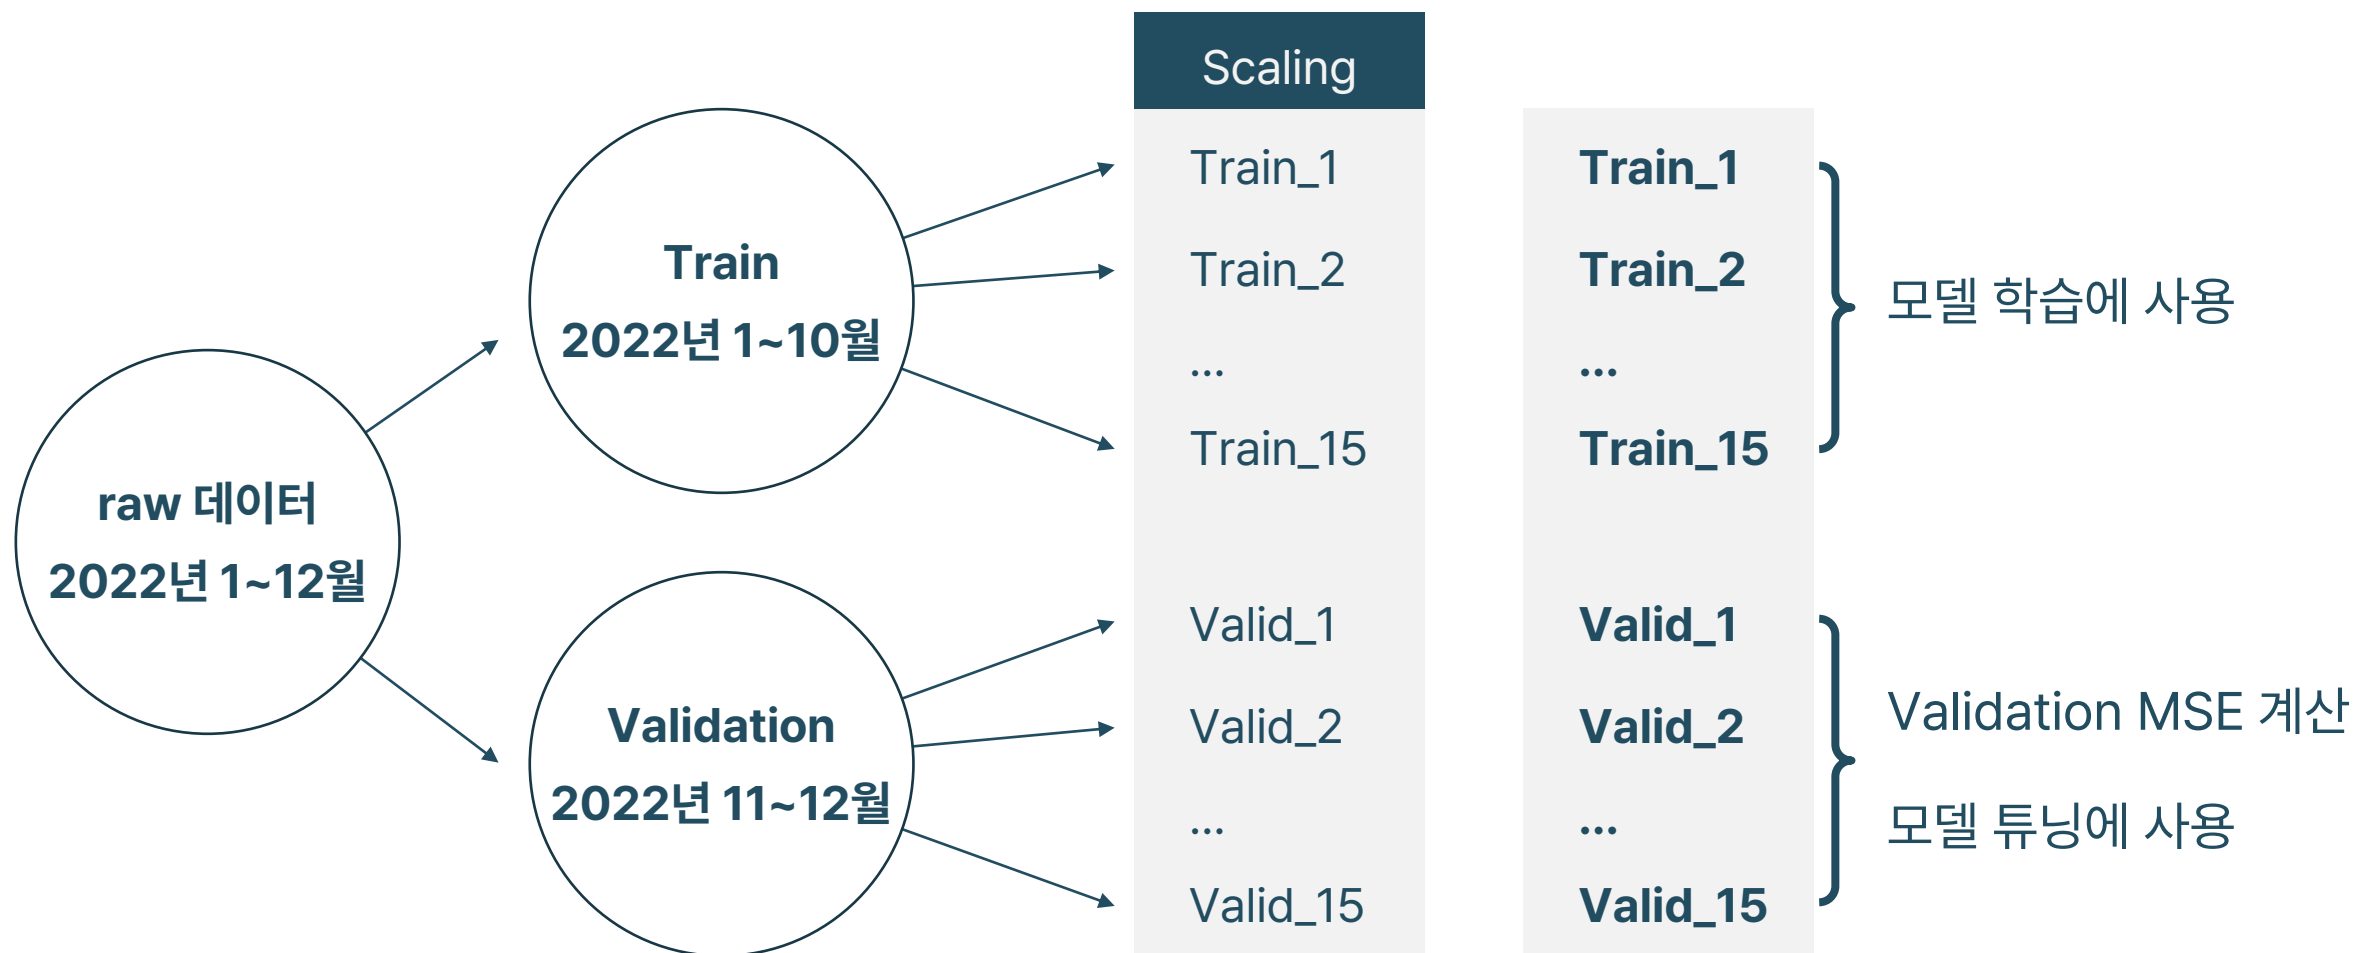 raw 데이터
2022년 1~12월
Train
2022년 1~10월
Validation
2022년 11~12월
Scaling
Train_1
Train_2
...
Train_15
Valid_1
Valid_2
...
Valid_15
Train_1
Train_2
...
Train_15
Valid_1
Valid_2
...
Valid_15
모델 학습에 사용
Validation MSE 계산
모델 튜닝에 사용